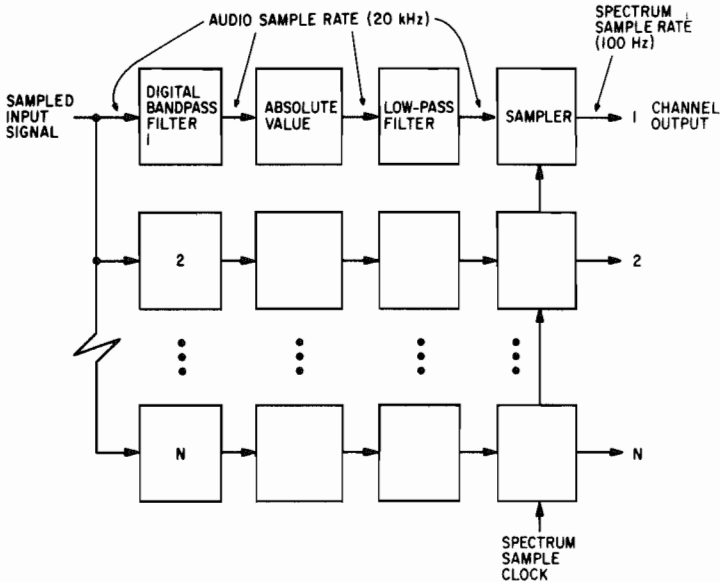 AUDIO SAMPLE RATE (20 kHz)
SPECTRUM
SAMPLE RATE
(100 Hz)
SAMPLED
INPUT
SIGNAL
DIGITAL
BANDPASS
FILTER
1
ABSOLUTE
VALUE
LOW-PASS
FILTER
SAMPLER
1 CHANNEL
OUTPUT
2
2
N
N
SPECTRUM
SAMPLE
CLOCK